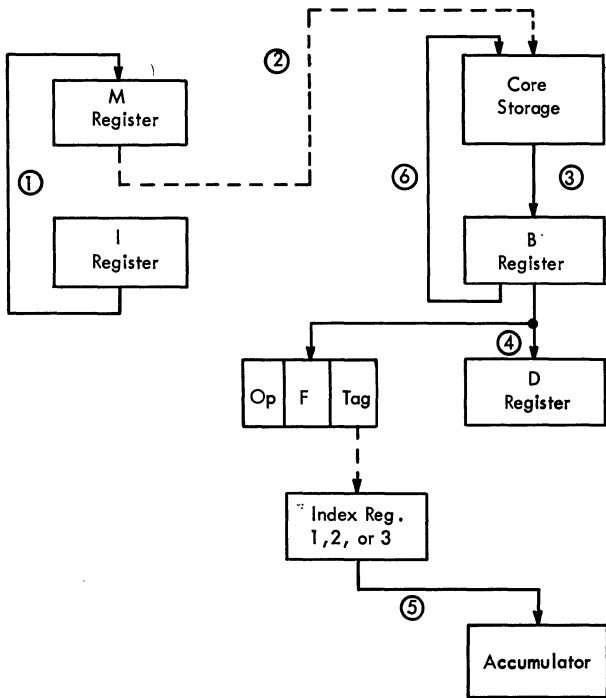 ②
M
Register
Core
Storage
①
⑥
③
I
Register
B
Register
④
Op F Tag
D
Register
Index Reg.
1,2, or 3
⑤
Accumulator